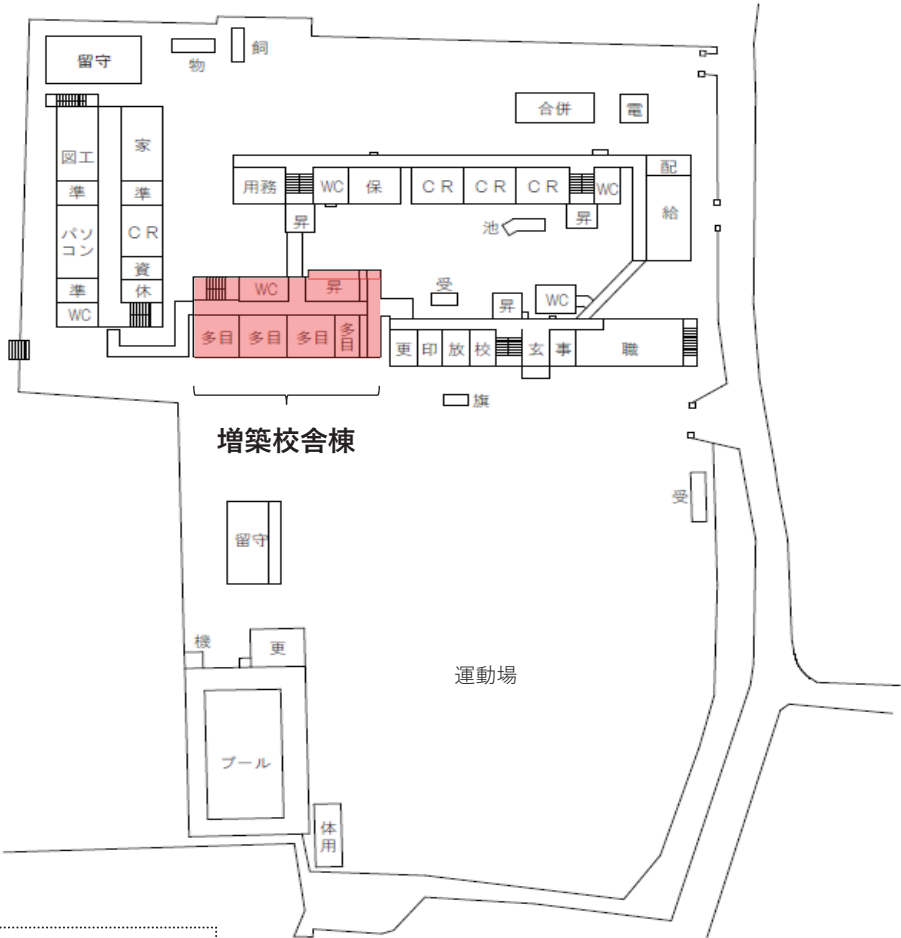 留守
物
飼
合併
電
図工
準
パソ
コン
準
WC
家
準
CR
資
休
用務
WC
保
CR
CR
CR
WC
配
給
昇
池
昇
WC
昇
受
昇
WC
多目
多目
多目
多
目
更
印
放
校
玄
事
職
旗
増築校舎棟
受
留守
機
更
運動場
プール
体
用